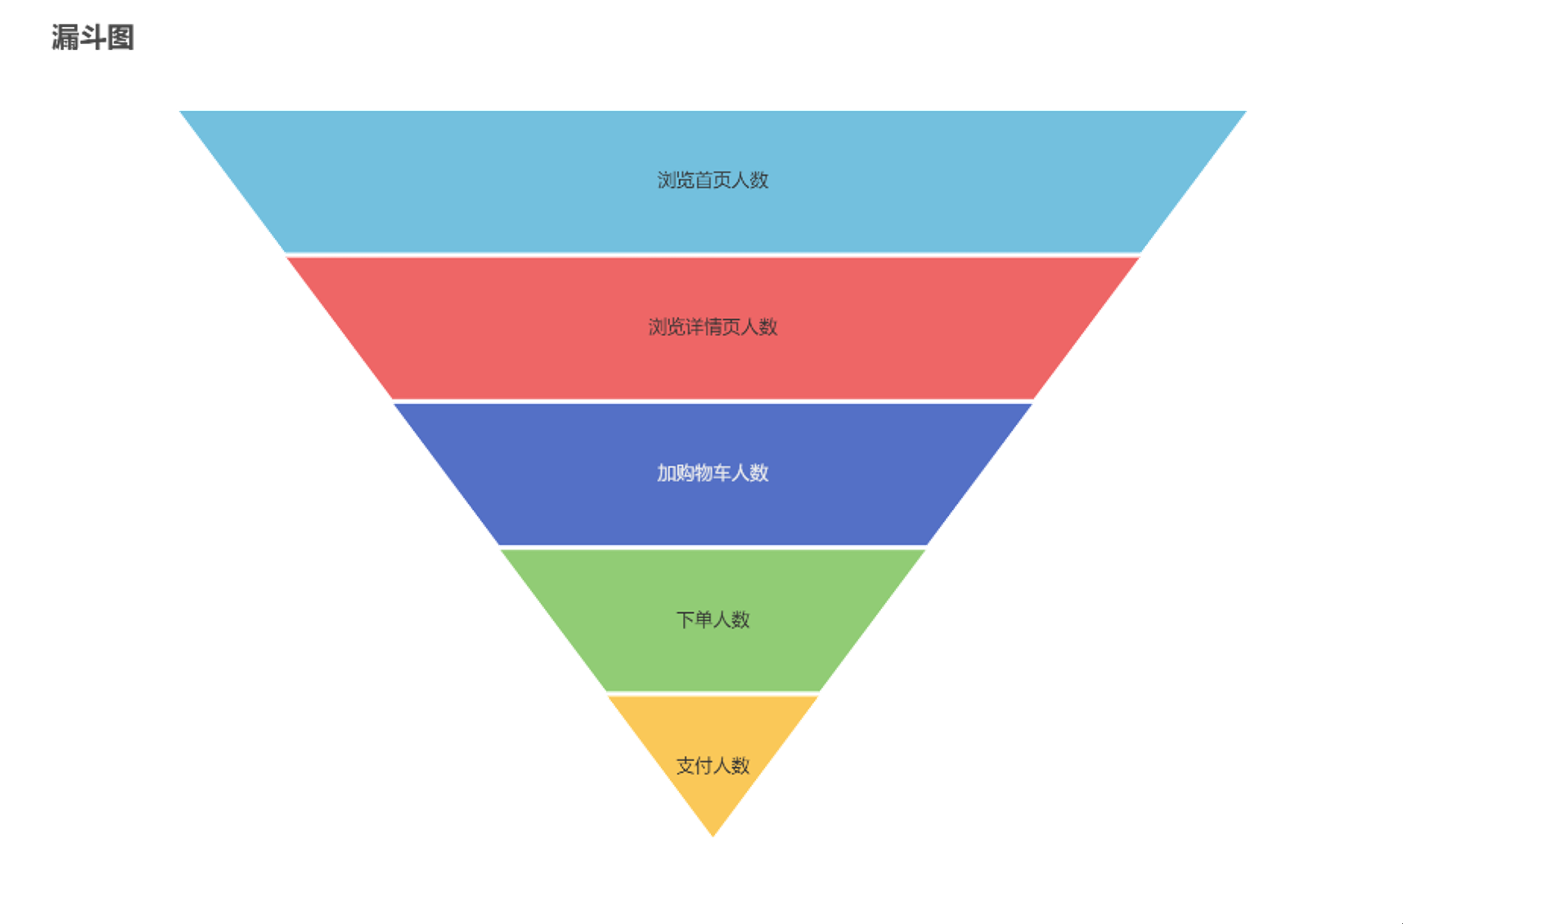 漏斗图
浏览首页人数
浏览详情页人数
加购物车人数
下单人数
支付人数